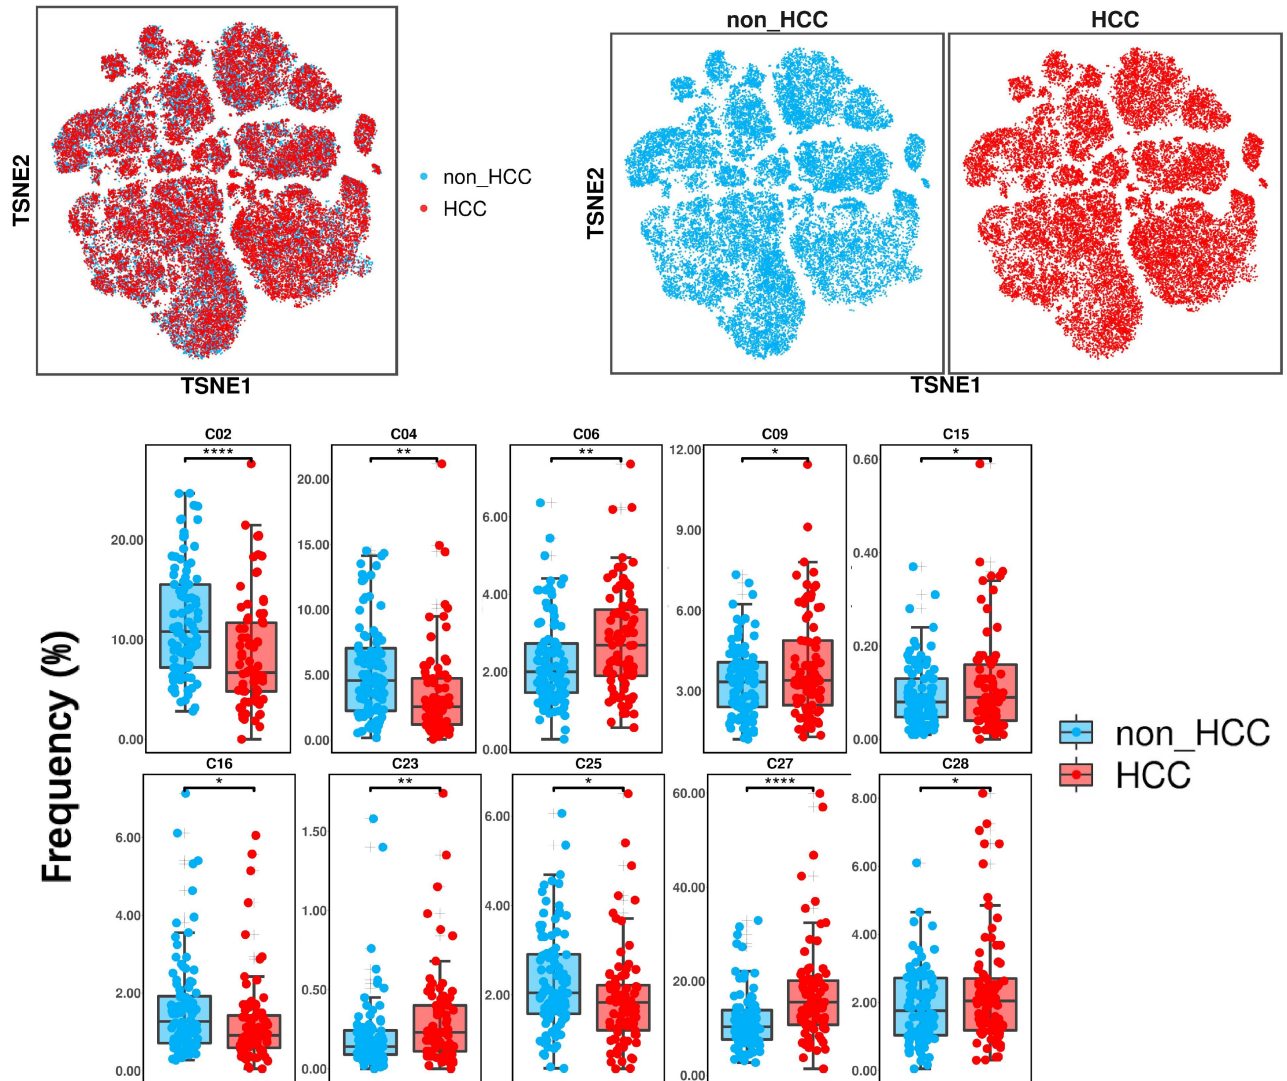 non_HCC
HCC
TSNE2
TSNE1
non_HCC
HCC
TSNE2
TSNE1
Frequency (%)
C02
****
20.00
10.00
0.00
C04
**
20.00
15.00
10.00
5.00
0.00
C06
**
6.00
4.00
2.00
0.00
C09
*
12.00
9.00
6.00
3.00
C15
*
0.60
0.40
0.20
0.00
C16
*
6.00
4.00
2.00
0.00
C23
**
1.50
1.00
0.50
0.00
C25
*
6.00
4.00
2.00
C27
****
60.00
40.00
20.00
0.00
C28
*
8.00
6.00
4.00
2.00
0.00
non_HCC
HCC